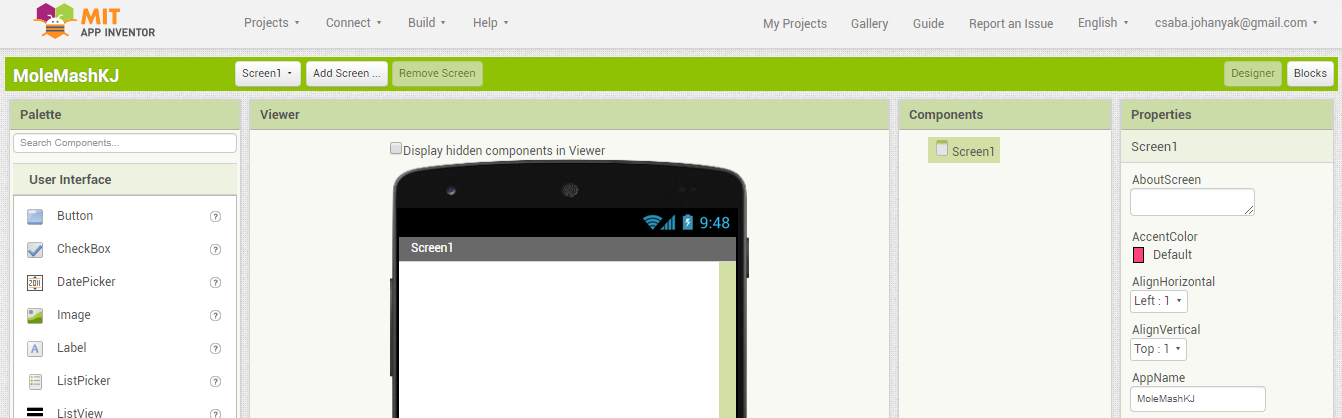 MIT
APP INVENTOR
Projects Connect Build Help My Projects Gallery Guide Report an Issue English csaba.johanyak@gmail.com
MoleMashKJ Screen1 Add Screen ... Remove Screen Designer Blocks
Palette Viewer Components Properties
Search Components...
Display hidden components in Viewer
Screen1
Screen1
User Interface
AboutScreen
Button ?
9:48
AccentColor
CheckBox ?
Screen1
Default
DatePicker ?
2011
AlignHorizontal
Left : 1
Image ?
AlignVertical
Label ?
A
Top : 1
ListPicker ?
AppName
MoleMashKJ
ListView ?